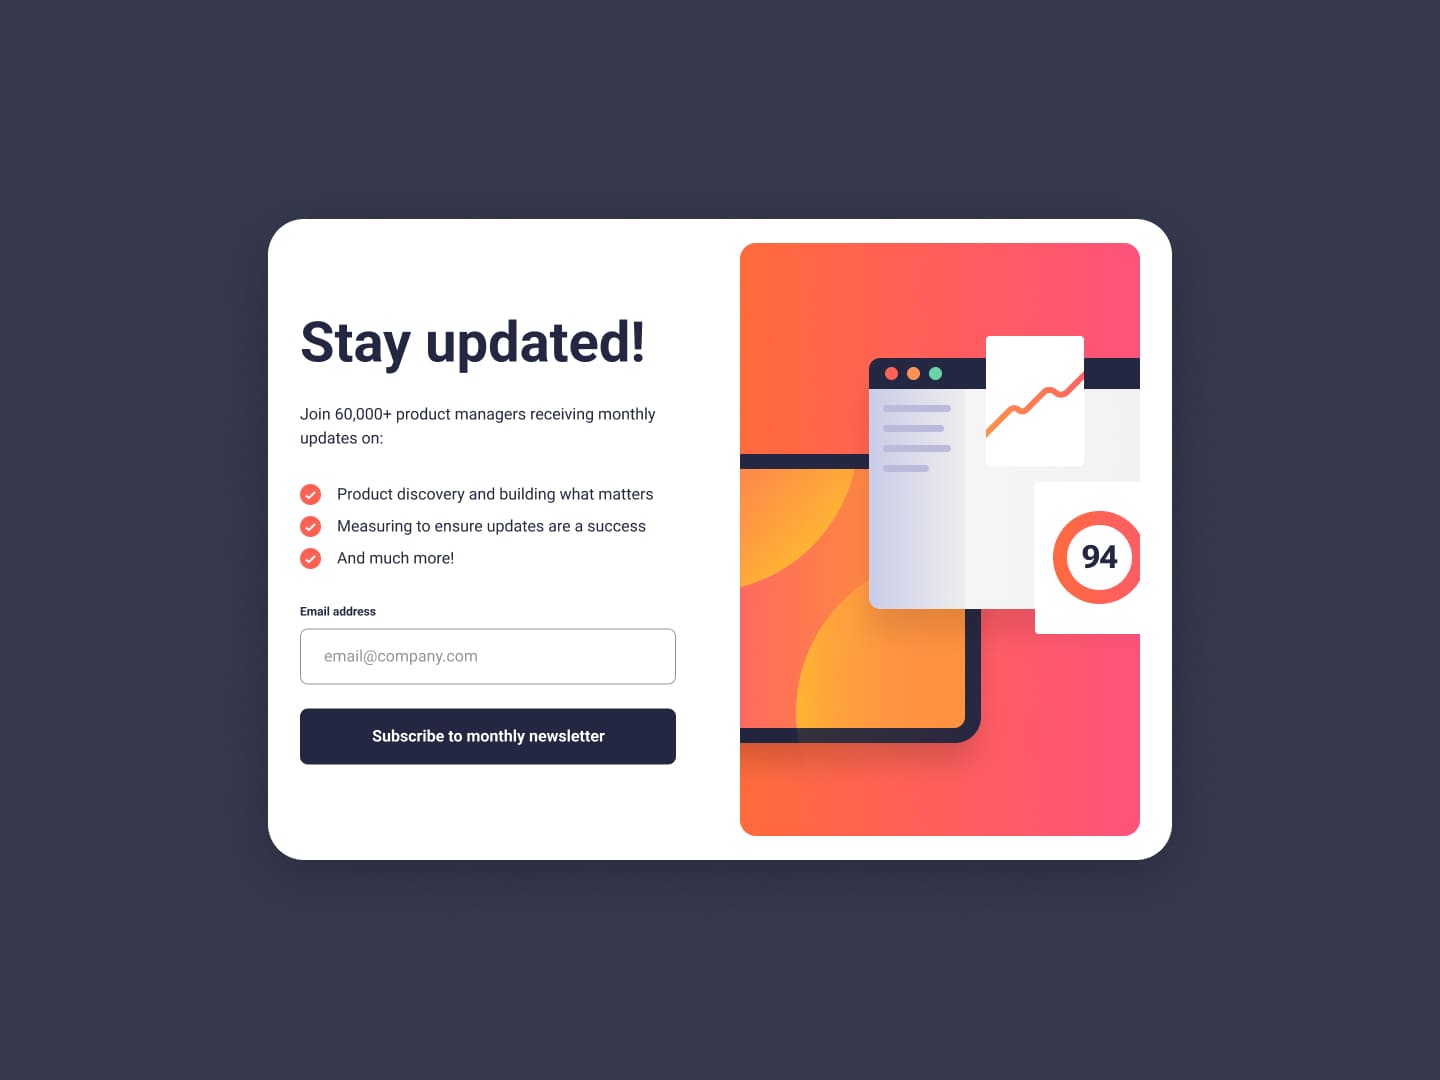 Stay updated!
Join 60,000+ product managers receiving monthly
updates on:
Product discovery and building what matters
Measuring to ensure updates are a success
And much more!
Email address
email@company.com
Subscribe to monthly newsletter
94